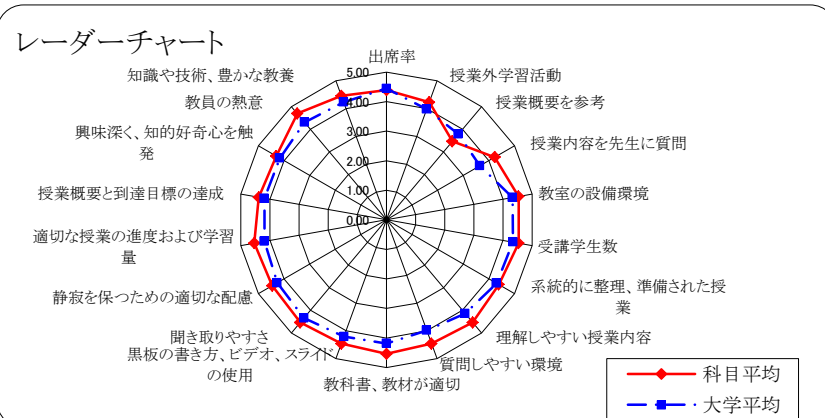 レーダーチャート
出席率
授業外学習活動
授業概要を参考
授業内容を先生に質問
教室の設備環境
受講学生数
系統的に整理、準備された授
業
理解しやすい授業内容
質問しやすい環境
教科書、教材が適切
黒板の書き方、ビデオ、スライド
の使用
聞き取りやすさ
静寂を保つための適切な配慮
適切な授業の進度および学習
量
授業概要と到達目標の達成
興味深く、知的好奇心を触
発
教員の熱意
知識や技術、豊かな教養
5.00
4.00
3.00
2.00
1.00
0.00
科目平均
大学平均